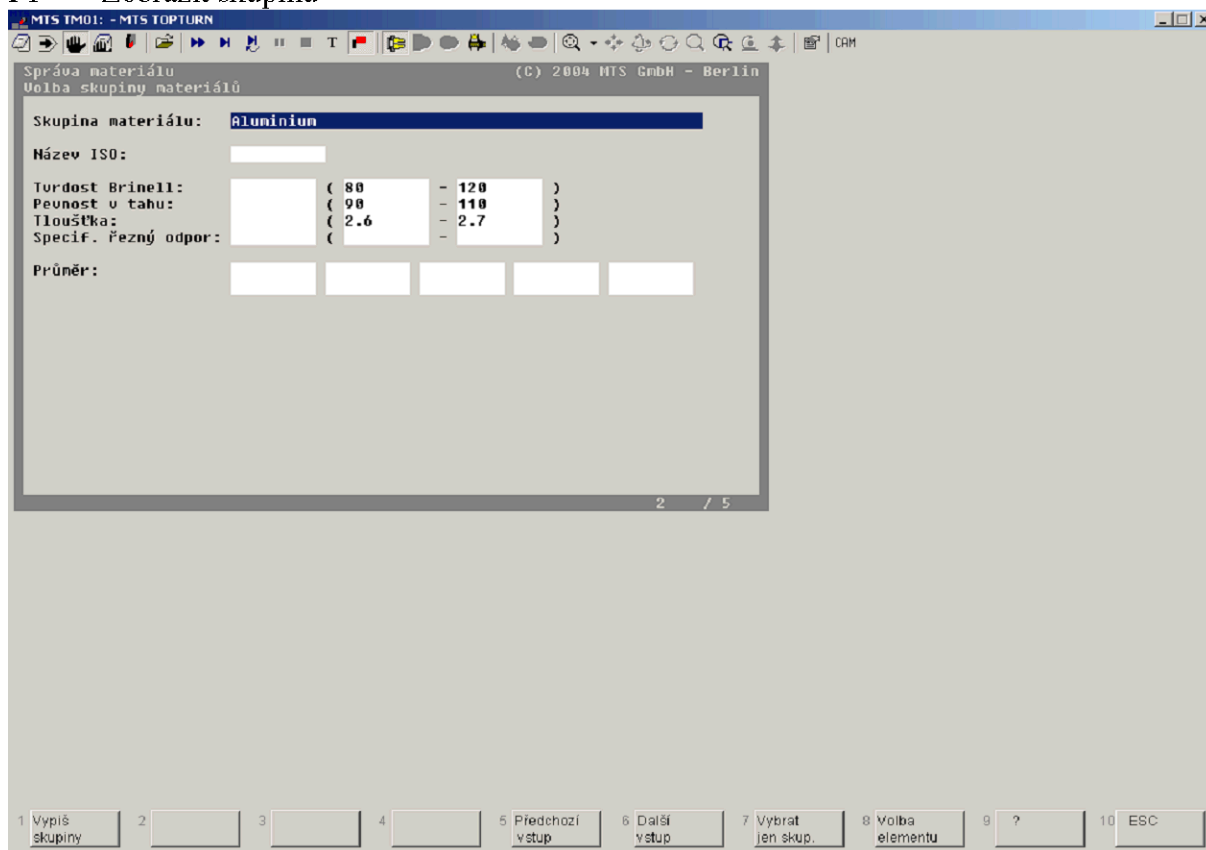 MTS TM01: - MTS TOPTURN
T CAM
Správa materiálu (C) 2004 MTS GmbH - Berlin
Volba skupiny materiálů
Skupina materiálu: Aluminium
Název ISO:
Tvrdost Brinell: ( 80 - 120 )
Pevnost v tahu: ( 90 - 110 )
Tloušťka: ( 2.6 - 2.7 )
Specif. řezný odpor: ( - )
Průměr:
2 / 5
1 Vypiš skupiny 2 3 4 5 Předchozí vstup 6 Další vstup 7 Vybrat jen skup. 8 Volba elementu 9 ? 10 ESC